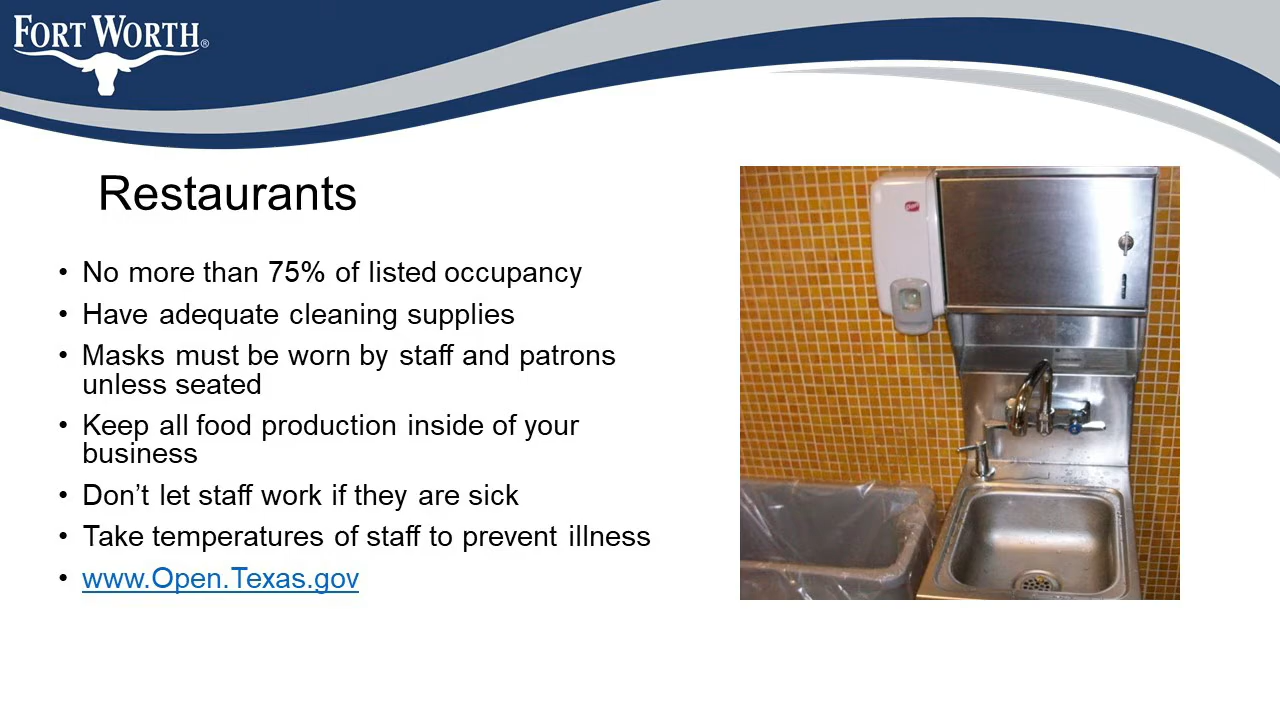 FORT WORTH®
Restaurants
• No more than 75% of listed occupancy
• Have adequate cleaning supplies
• Masks must be worn by staff and patrons
unless seated
• Keep all food production inside of your
business
• Don’t let staff work if they are sick
• Take temperatures of staff to prevent illness
• www.Open.Texas.gov